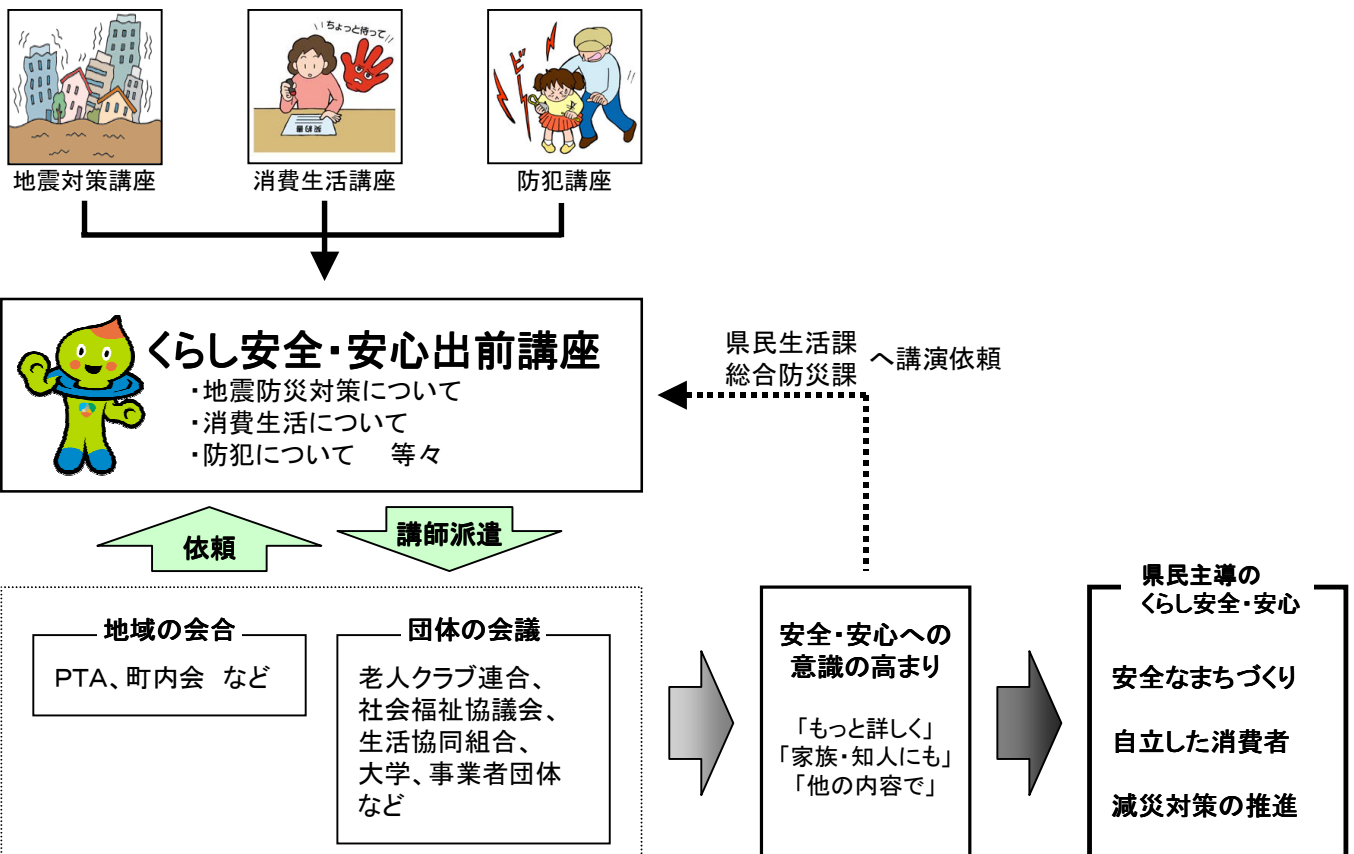 ちょっと待って
契約書
ビー
地震対策講座
消費生活講座
防犯講座
くらし安全・安心出前講座
・地震防災対策について
・消費生活について
・防犯について　等々
県民生活課
総合防災課
へ講演依頼
依頼
講師派遣
地域の会合
PTA、町内会 など
団体の会議
老人クラブ連合、
社会福祉協議会、
生活協同組合、
大学、事業者団体
など
安全・安心への
意識の高まり
「もっと詳しく」
「家族・知人にも」
「他の内容で」
県民主導の
くらし安全・安心
安全なまちづくり
自立した消費者
減災対策の推進